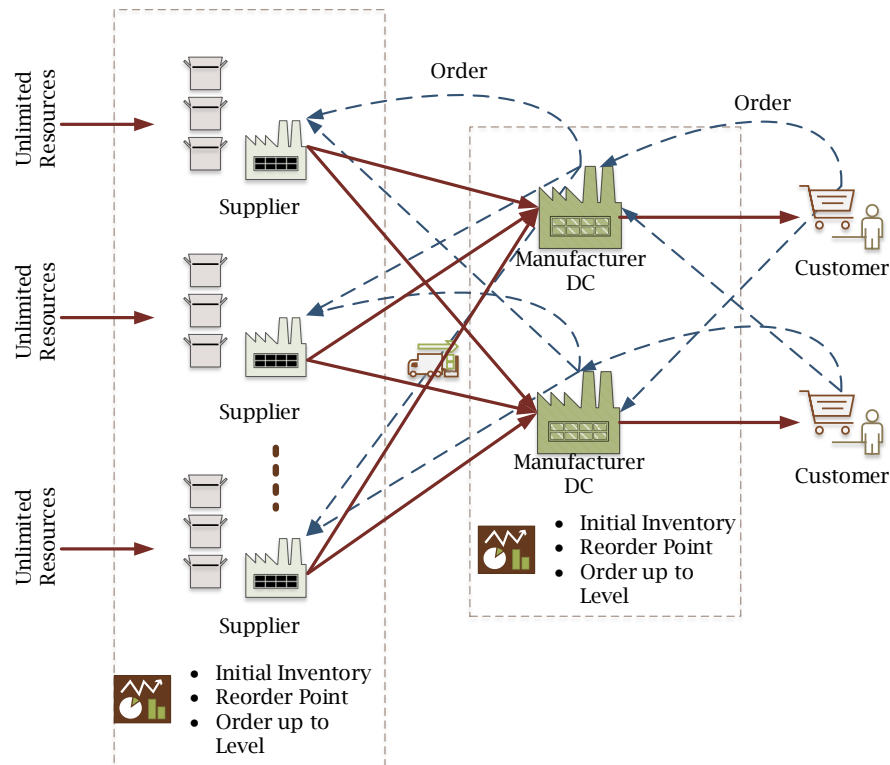 Order
Order
Unlimited
Resources
Supplier
Manufacturer
DC
Customer
Unlimited
Resources
Supplier
Manufacturer
DC
Customer
Unlimited
Resources
Supplier
• Initial Inventory
• Reorder Point
• Order up to
Level
• Initial Inventory
• Reorder Point
• Order up to
Level